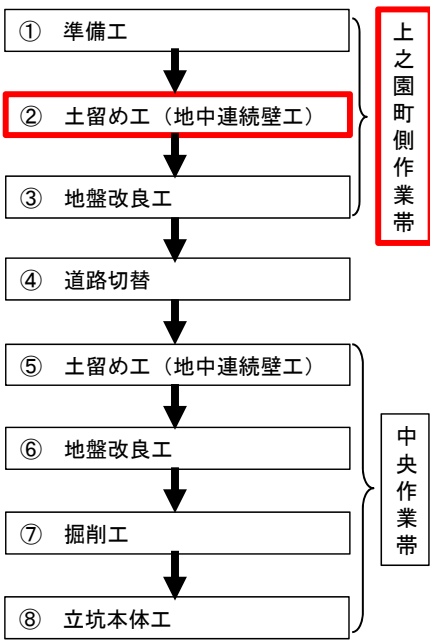 ① 準備工
② 土留め工（地中連続壁工）
③ 地盤改良工
上之園町側作業帯
④ 道路切替
⑤ 土留め工（地中連続壁工）
⑥ 地盤改良工
⑦ 掘削工
⑧ 立坑本体工
中央作業帯